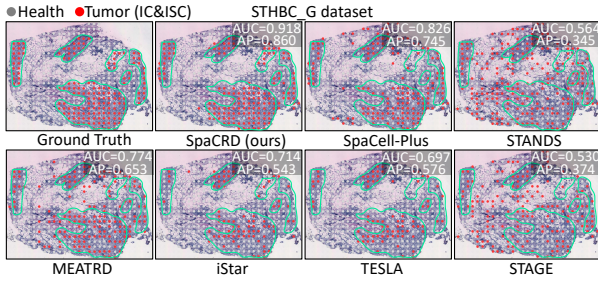 Health Tumor (IC&ISC) STHBC_G dataset
AUC=0.918 AUC=0.826 AUC=0.564
AP=0.860 AP=0.745 AP=0.345
Ground Truth SpaCRD (ours) SpaCell-Plus STANDS
AUC=0.774 AUC=0.714 AUC=0.697 AUC=0.530
AP=0.653 AP=0.543 AP=0.576 AP=0.374
MEATRD iStar TESLA STAGE